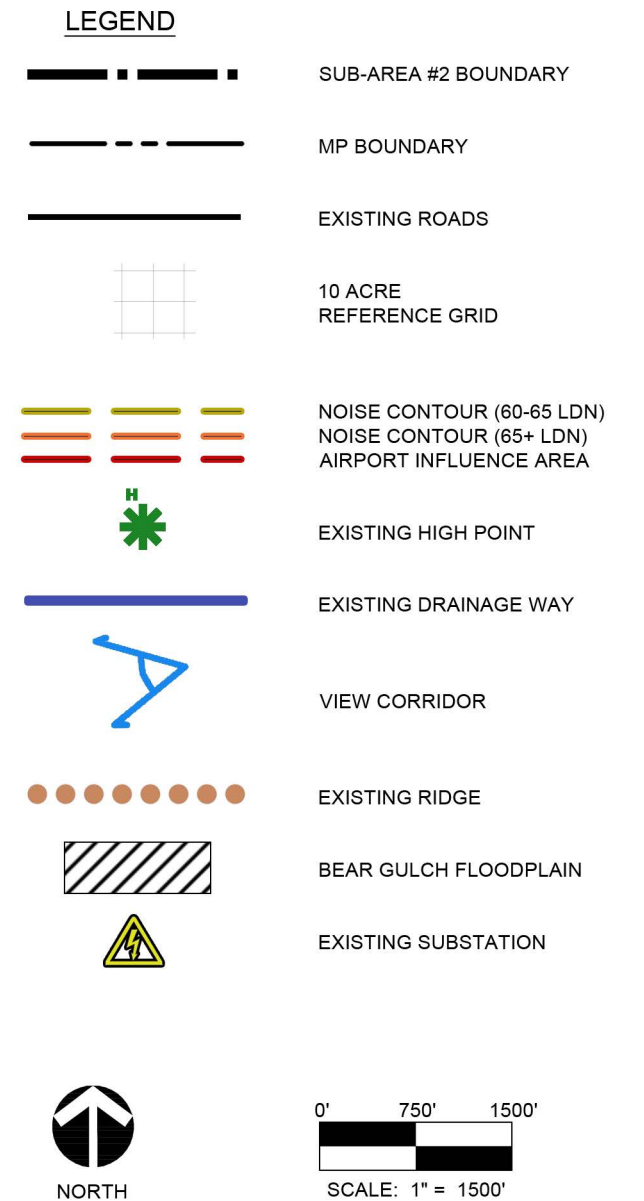 LEGEND
SUB-AREA #2 BOUNDARY
MP BOUNDARY
EXISTING ROADS
10 ACRE
REFERENCE GRID
NOISE CONTOUR (60-65 LDN)
NOISE CONTOUR (65+ LDN)
AIRPORT INFLUENCE AREA
H
EXISTING HIGH POINT
EXISTING DRAINAGE WAY
VIEW CORRIDOR
EXISTING RIDGE
BEAR GULCH FLOODPLAIN
EXISTING SUBSTATION
0' 750' 1500'
NORTH
SCALE: 1" = 1500'